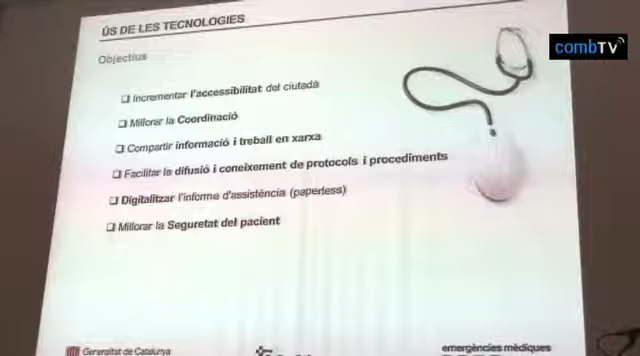 ÚS DE LES TECNOLOGIES
combTV
Objectius
❑ Incrementar l'accessibilitat del ciutadà
❑ Millorar la Coordinació
❑ Compartir informació i treball en xarxa
❑ Facilitar la difusió i coneixement de protocols i procediments
❑ Digitalitzar l'informe d'assistència (paperless)
❑ Millorar la Seguretat del pacient
Generalitat de Catalunya
emergències mèdiques